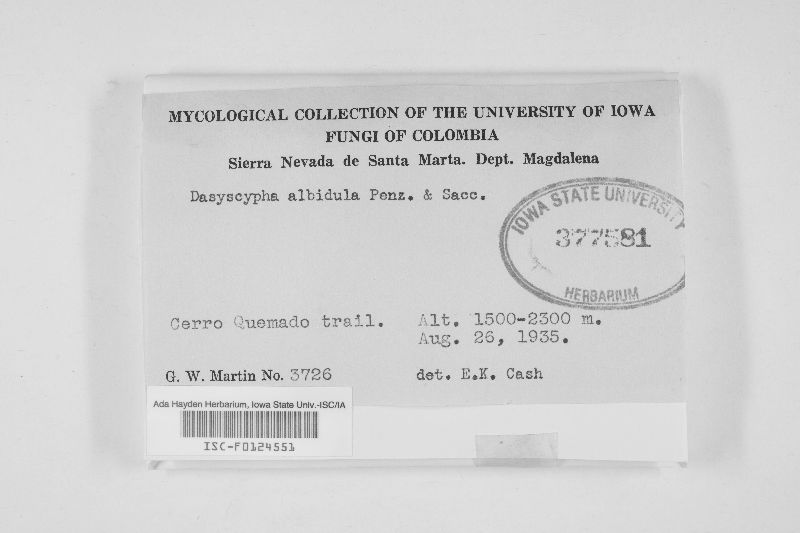 MYCOLOGICAL COLLECTION OF THE UNIVERSITY OF IOWA
FUNGI OF COLOMBIA
Sierra Nevada de Santa Marta. Dept. Magdalena
Dasyscypha albidula Penz. & Sacc.
IOWA STATE UNIVERSITY
377581
HERBARIUM
Cerro Quemado trail. Alt. 1500-2300 m.
Aug. 26, 1935.
G. W. Martin No. 3726 det. E.K. Cash
Ada Hayden Herbarium, Iowa State Univ.-ISC/IA
ISC-F0124551